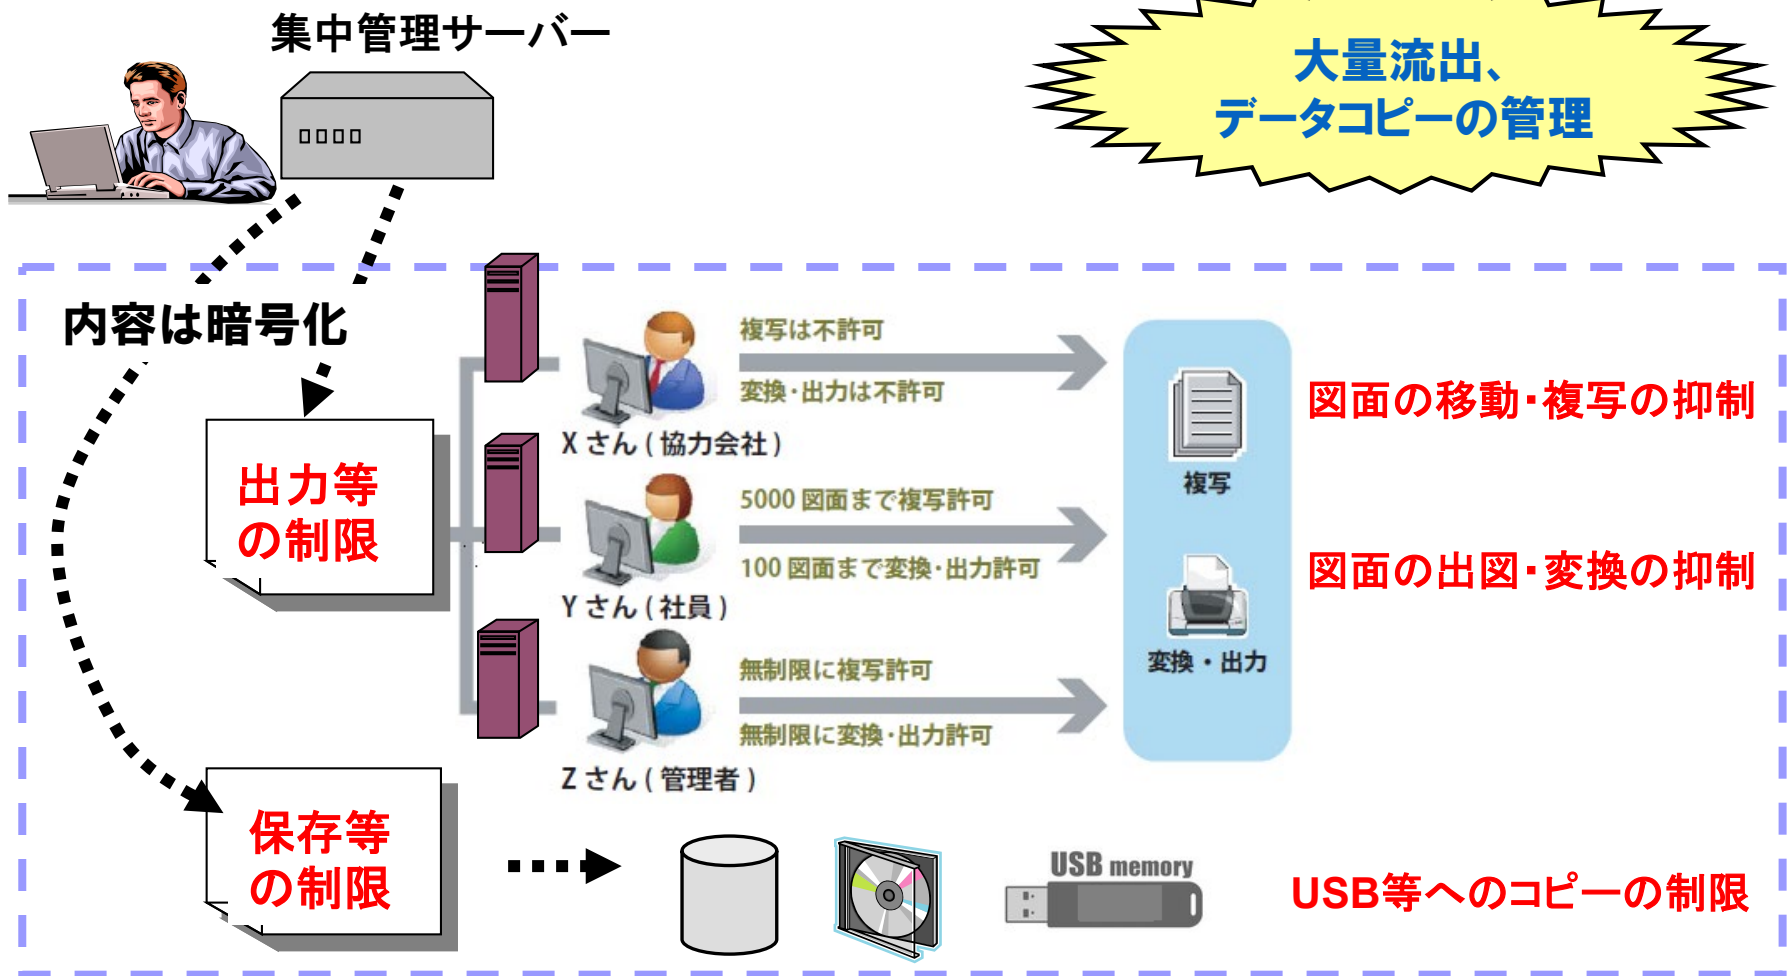 集中管理サーバー
大量流出、
データコピーの管理
内容は暗号化
出力等
の制限
複写は不許可
変換・出力は不許可
Xさん(協力会社)
5000 図面まで複写許可
100 図面まで変換・出力許可
Yさん(社員)
無制限に複写許可
無制限に変換・出力許可
Zさん(管理者)
複写
変換・出力
図面の移動・複写の抑制
図面の出図・変換の抑制
保存等
の制限
USB memory
USB等へのコピーの制限